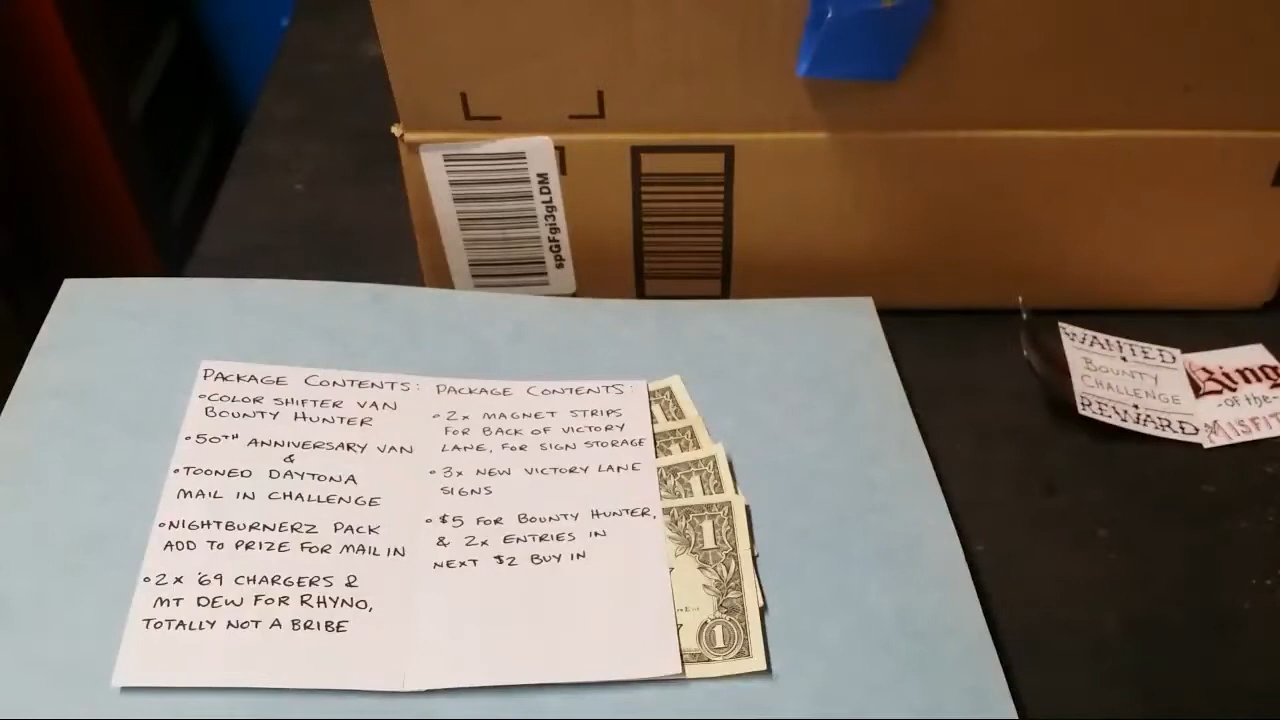 spGFgi3gLDM
PACKAGE CONTENTS:
•COLOR SHIFTER VAN
BOUNTY HUNTER
•50TH ANNIVERSARY VAN
&
•TOONED DAYTONA
MAIL IN CHALLENGE
•NIGHTBURNERZ PACK
ADD TO PRIZE FOR MAIL IN
•2X '69 CHARGERS &
MT DEW FOR RHYNO,
TOTALLY NOT A BRIBE
PACKAGE CONTENTS:
•2X MAGNET STRIPS
FOR BACK OF VICTORY
LANE, FOR SIGN STORAGE
•3X NEW VICTORY LANE
SIGNS
•$5 FOR BOUNTY HUNTER,
& 2X ENTRIES IN
NEXT $2 BUY IN
1
1
WANTED
BOUNTY
CHALLENGE
REWARD
-of the-